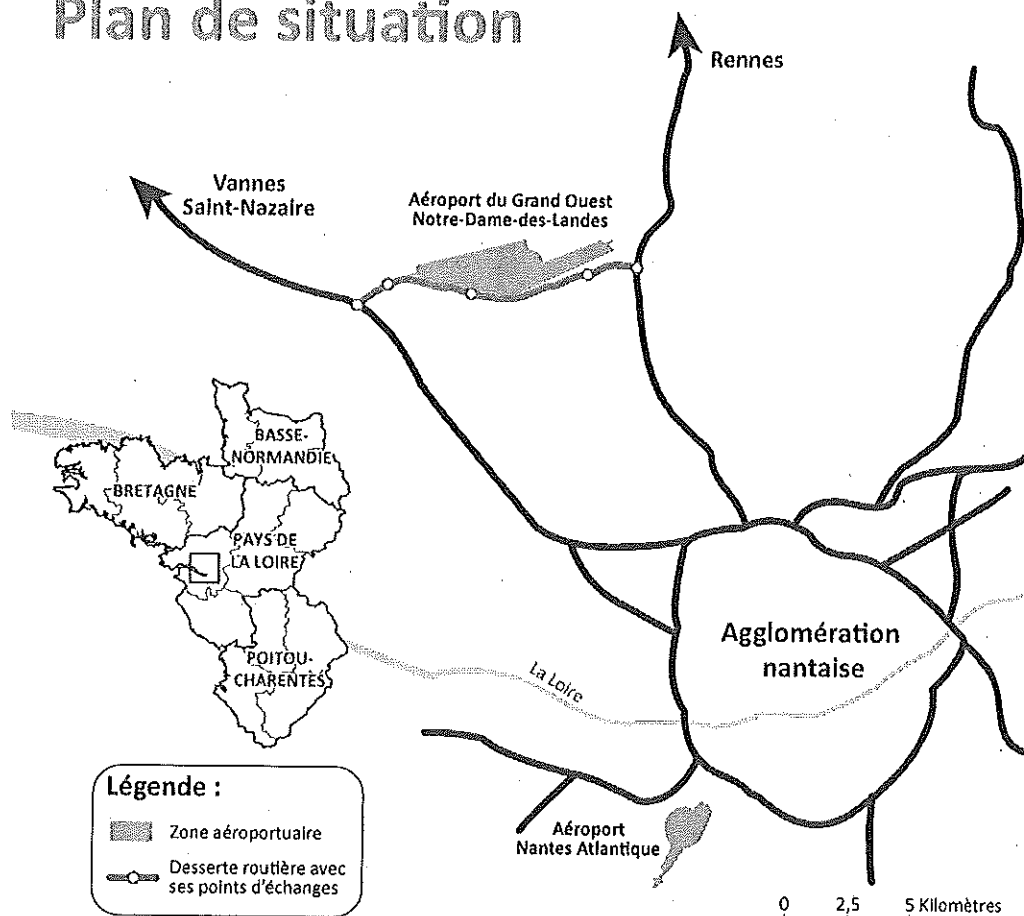 Plan de situation
Rennes
Vannes
Saint-Nazaire
Aéroport du Grand Ouest
Notre-Dame-des-Landes
BASSE-
NORMANDIE
BRETAGNE
PAYS DE
LA LOIRE
POITOU-
CHARENTES
Agglomération
nantaise
La Loire
Légende :
Zone aéroportuaire
Desserte routière avec
ses points d'échanges
Aéroport
Nantes Atlantique
0 2,5 5 Kilomètres